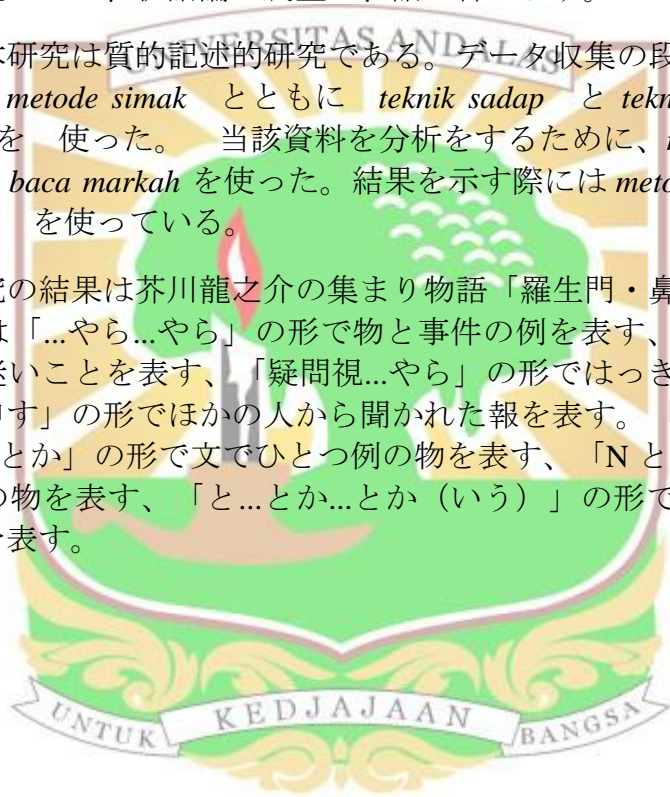 本研究は質的記述的研究である。データ収集の段
metode simak とともに teknik sadap と tekn
を 使った。 当該資料を分析をするために、
baca markah を使った。結果を示す際には meto
を使っている。
の結果は芥川龍之介の集まり物語「羅生門・鼻
は「...やら...やら」の形で物と事件の例を表す、
迷いことを表す、「疑問視...やら」の形ではっき
申す」の形でほかの人から聞かれた報を表す。
とか」の形で文でひとつ例の物を表す、「N と
の物を表す、「と...とか...とか（いう）」の形で
を表す。
UNIVERSITAS ANDALAS
UNTUK KEDJAJAAN BANGSA